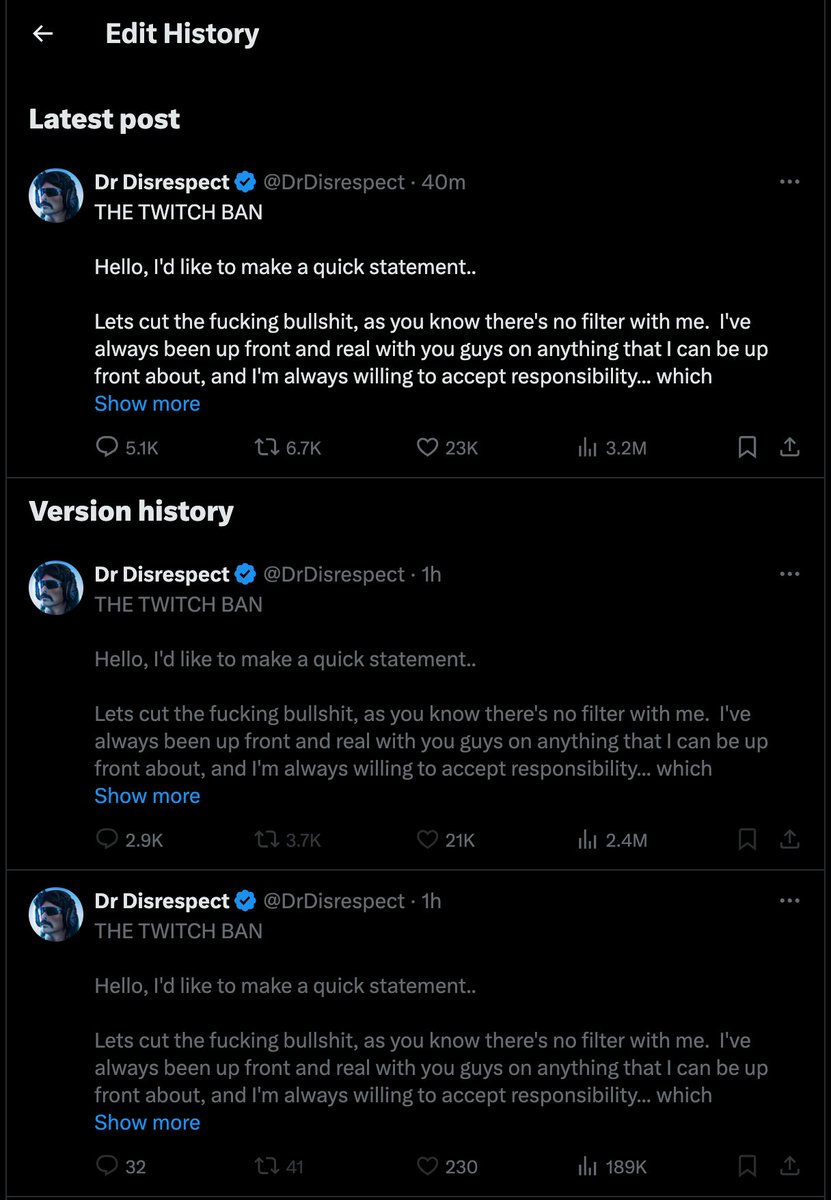 Edit History
Latest post
Dr Disrespect @DrDisrespect · 40m
THE TWITCH BAN
Hello, I'd like to make a quick statement..
Lets cut the fucking bullshit, as you know there's no filter with me.  I've
always been up front and real with you guys on anything that I can be up
front about, and I'm always willing to accept responsibility... which
Show more
5.1K 6.7K 23K 3.2M
Version history
Dr Disrespect @DrDisrespect · 1h
THE TWITCH BAN
Hello, I'd like to make a quick statement..
Lets cut the fucking bullshit, as you know there's no filter with me.  I've
always been up front and real with you guys on anything that I can be up
front about, and I'm always willing to accept responsibility... which
Show more
2.9K 3.7K 21K 2.4M
Dr Disrespect @DrDisrespect · 1h
THE TWITCH BAN
Hello, I'd like to make a quick statement..
Lets cut the fucking bullshit, as you know there's no filter with me.  I've
always been up front and real with you guys on anything that I can be up
front about, and I'm always willing to accept responsibility... which
Show more
32 41 230 189K